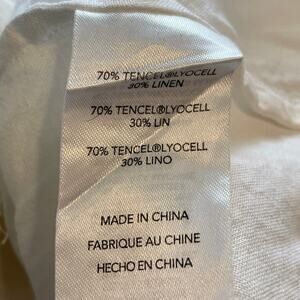 70% TENCEL®LYOCELL
30% LINEN
70% TENCEL®LYOCELL
30% LIN
70% TENCEL®LYOCELL
30% LINO
MADE IN CHINA
FABRIQUE AU CHINE
HECHO EN CHINA